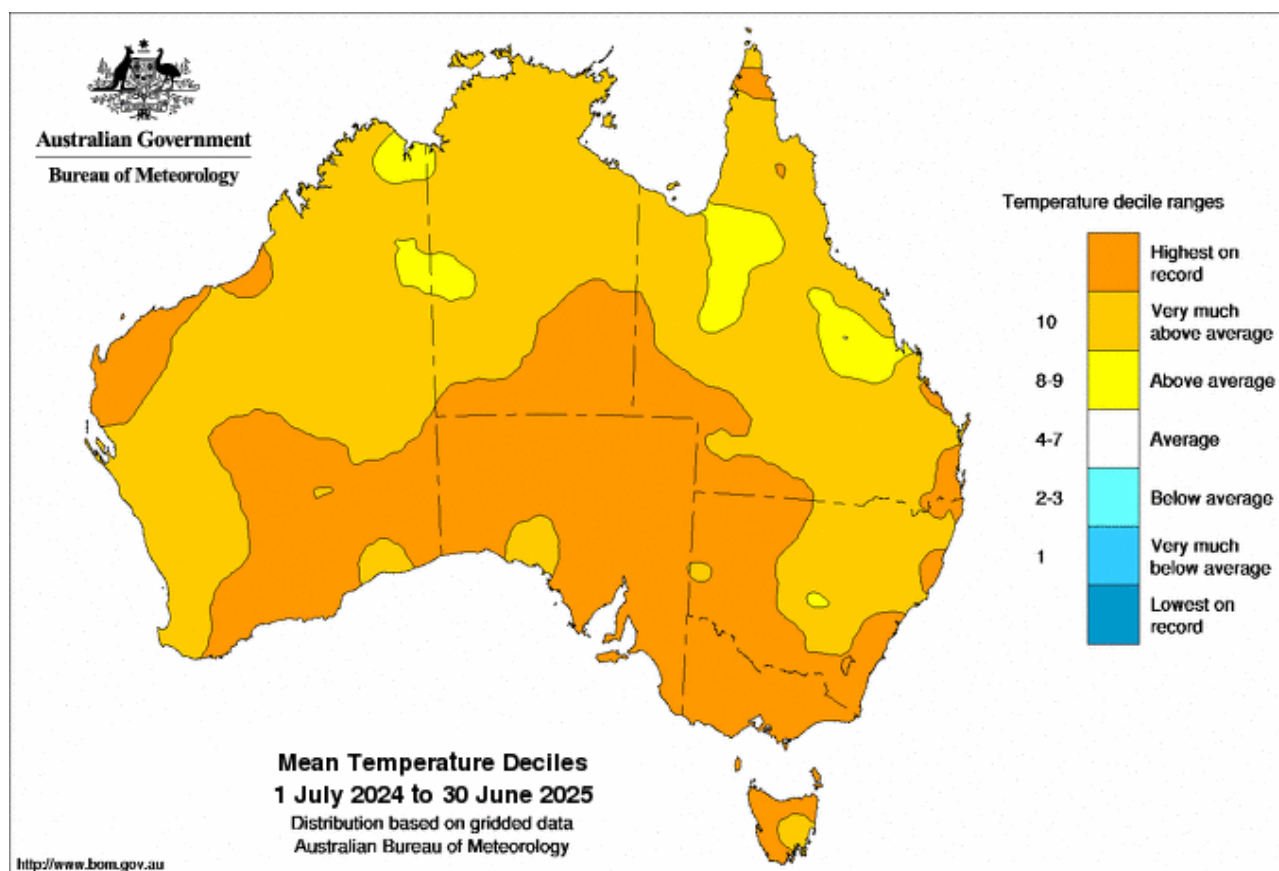 Australian Government
Bureau of Meteorology
Temperature decile ranges
Highest on
record
10
Very much
above average
8-9
Above average
4-7
Average
2-3
Below average
1
Very much
below average
Lowest on
record
Mean Temperature Deciles
1 July 2024 to 30 June 2025
Distribution based on gridded data
Australian Bureau of Meteorology
http://www.bom.gov.au